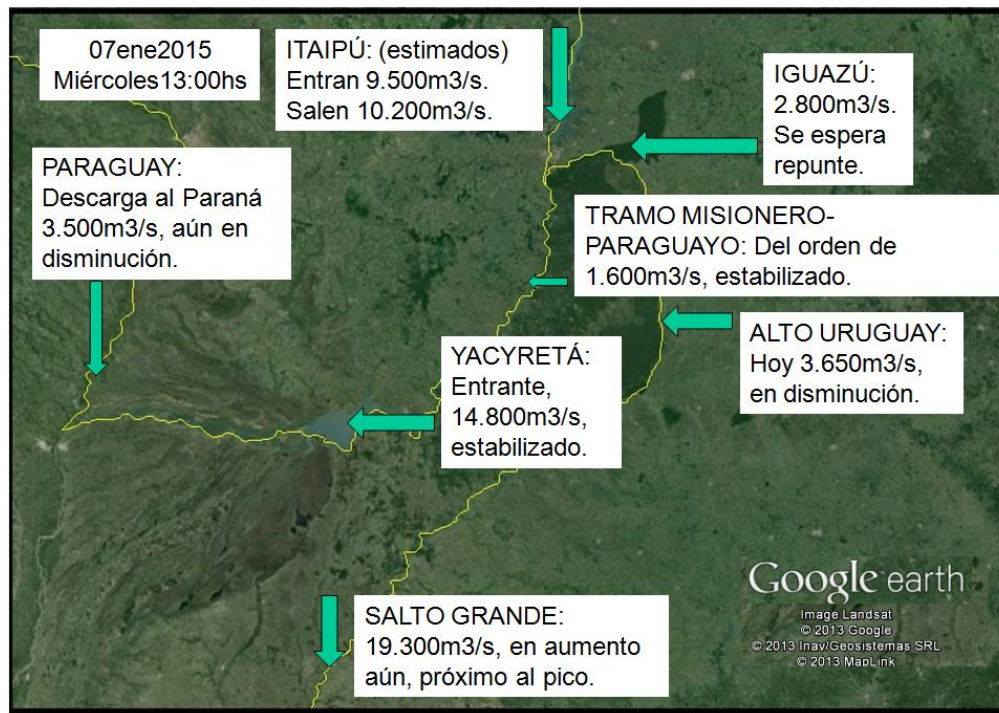 07ene2015
Miércoles13:00hs
ITAIPÚ: (estimados)
Entran 9.500m3/s.
Salen 10.200m3/s.
IGUAZÚ:
2.800m3/s.
Se espera
repunte.
PARAGUAY:
Descarga al Paraná
3.500m3/s, aún en
disminución.
TRAMO MISIONERO-
PARAGUAYO: Del orden de
1.600m3/s, estabilizado.
ALTO URUGUAY:
Hoy 3.650m3/s,
en disminución.
YACYRETÁ:
Entrante,
14.800m3/s,
estabilizado.
SALTO GRANDE:
19.300m3/s, en aumento
aún, próximo al pico.
Google earth
Image Landsat
© 2013 Google
© 2013 Inav/Geosistemas SRL
© 2013 MapLink